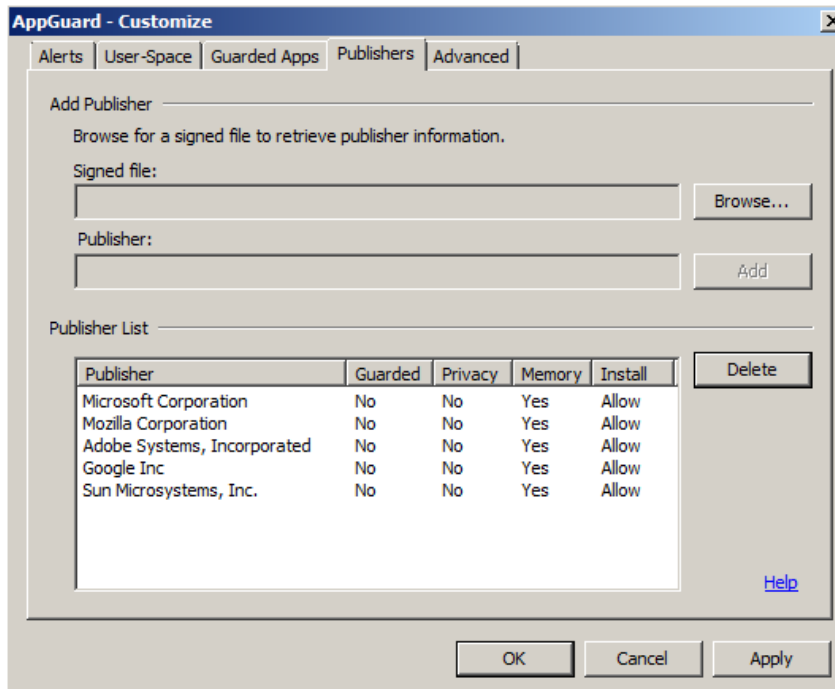 AppGuard - Customize
Alerts User-Space Guarded Apps Publishers Advanced
Add Publisher
Browse for a signed file to retrieve publisher information.
Signed file:
Browse...
Publisher:
Add
Publisher List
Delete
Publisher Guarded Privacy Memory Install
Microsoft Corporation No No Yes Allow
Mozilla Corporation No No Yes Allow
Adobe Systems, Incorporated No No Yes Allow
Google Inc No No Yes Allow
Sun Microsystems, Inc. No No Yes Allow
Help
OK Cancel Apply